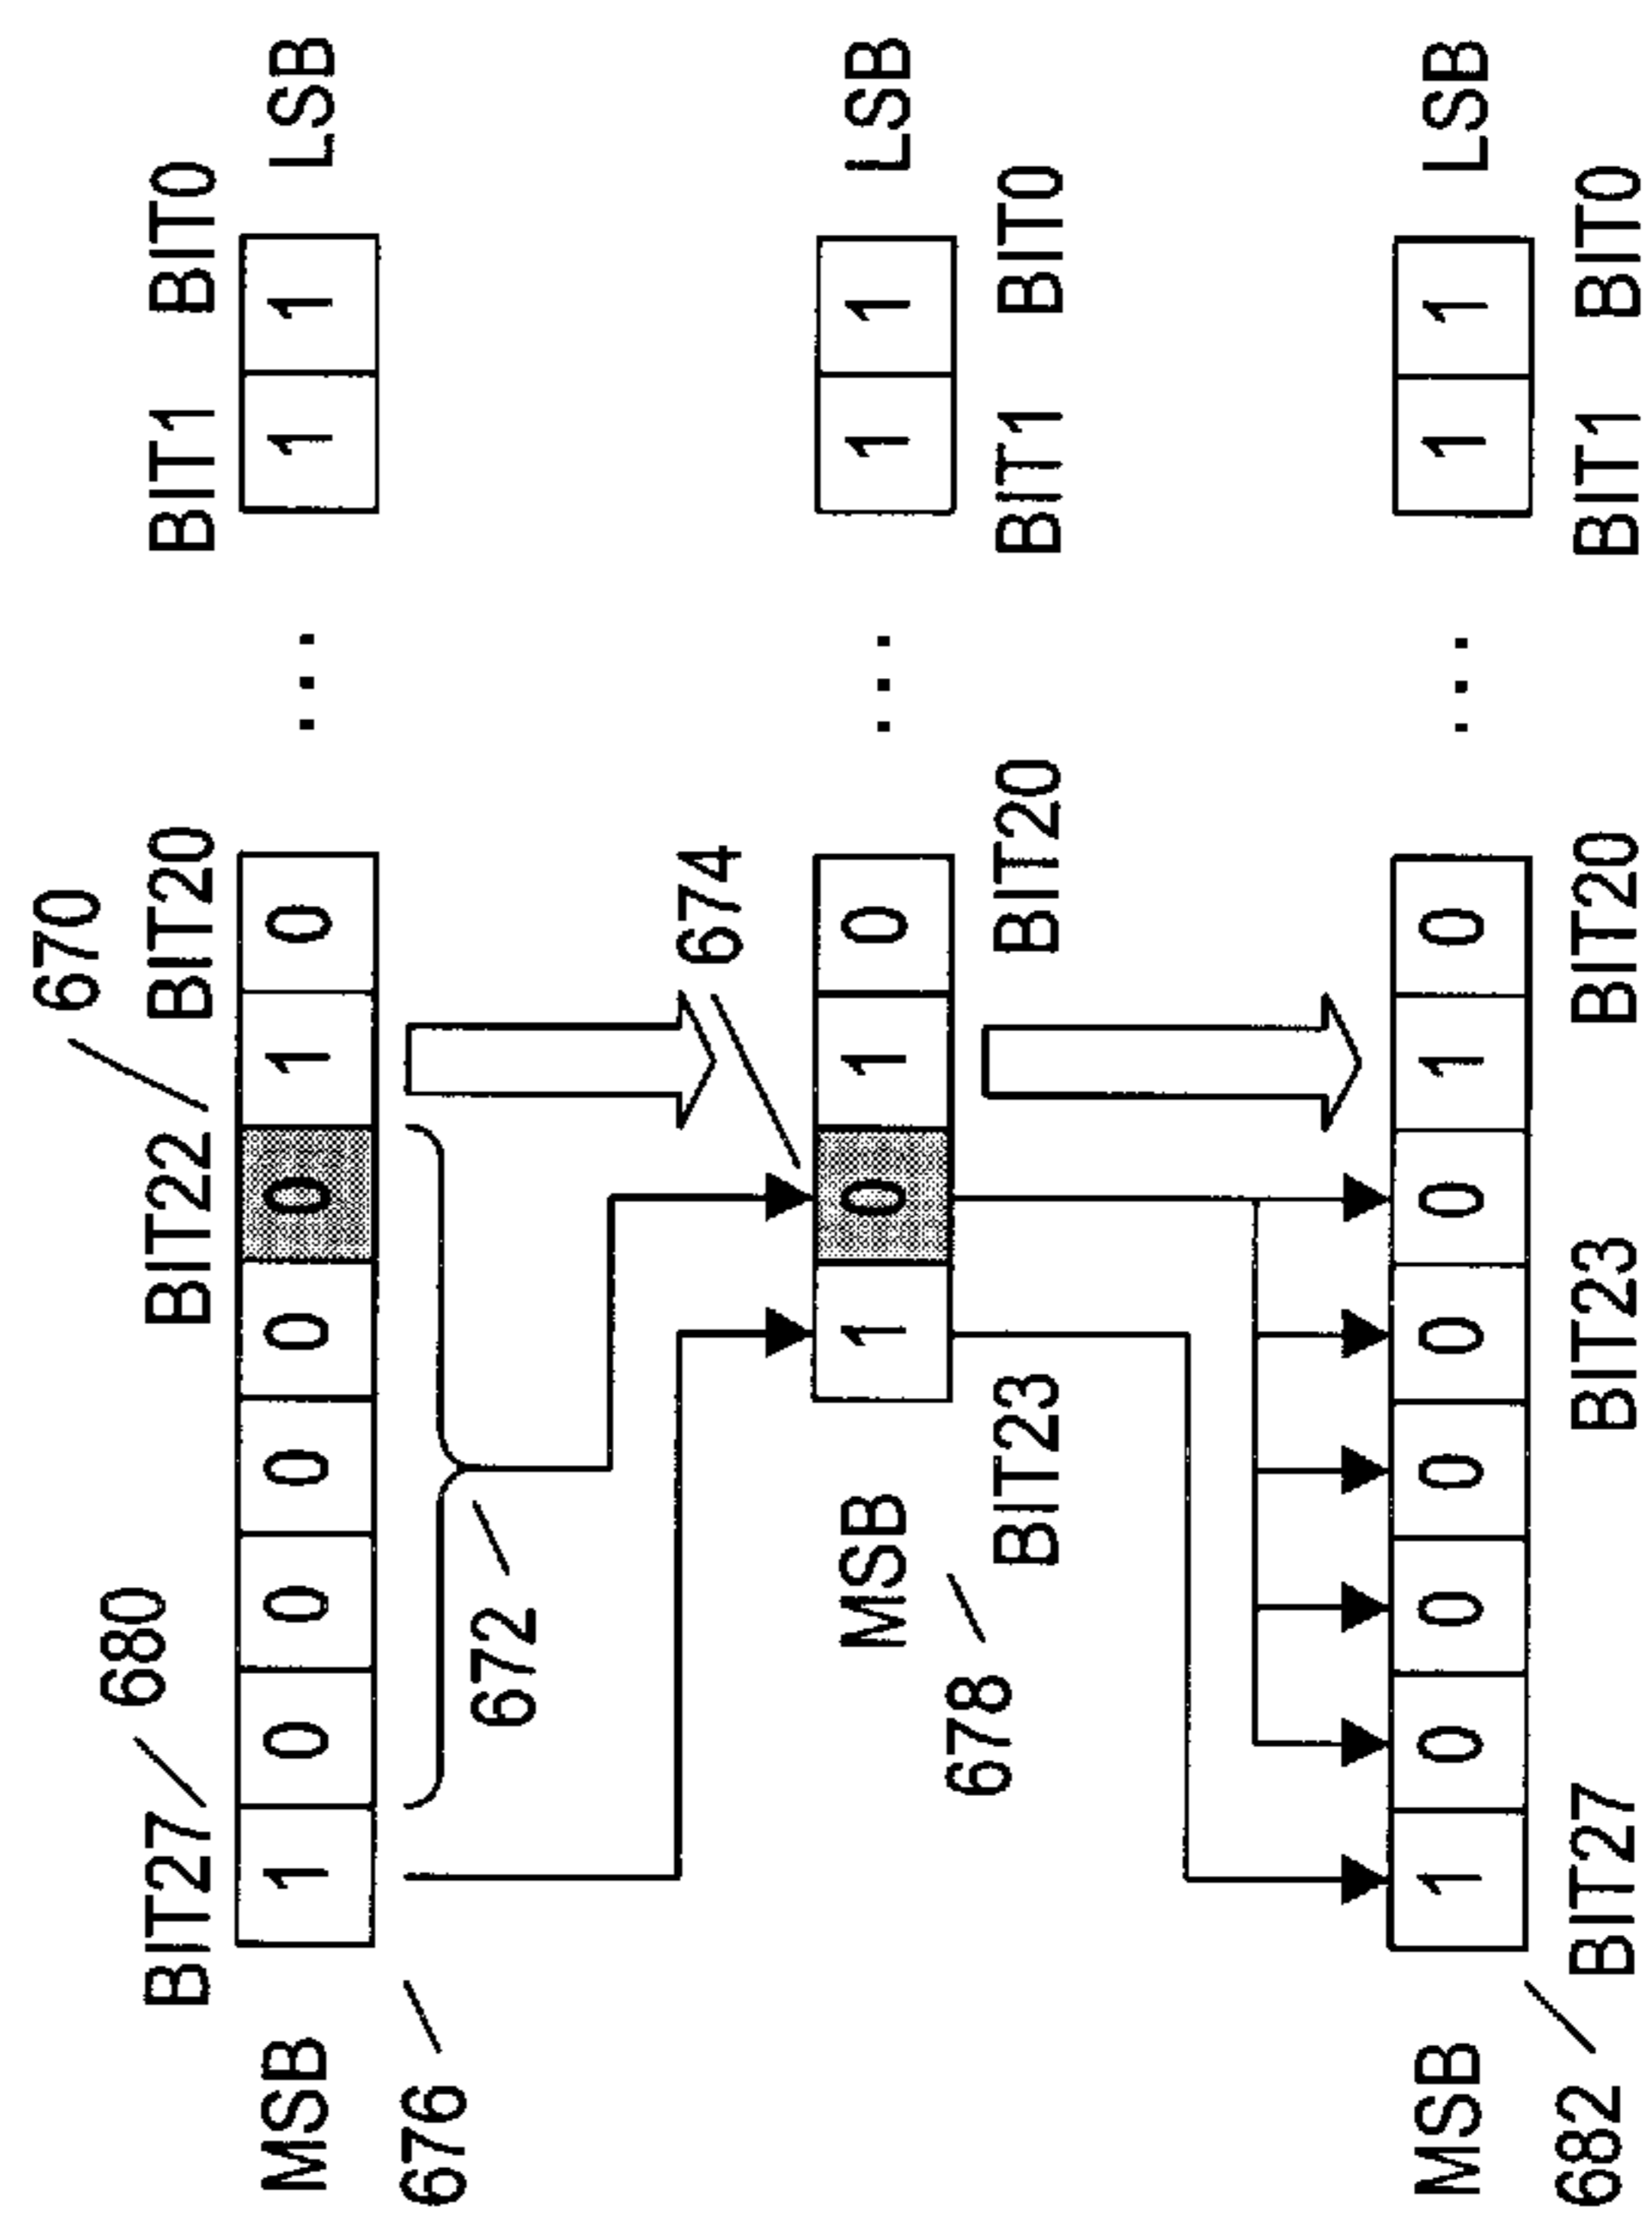 670
680
BIT27 BIT22 BIT20 BIT1 BIT0
MSB 1 0 0 0 0 0 1 0 ... 1 1 LSB
676
672
674
MSB 1 0 1 0 ... 1 1 LSB
678
BIT23 BIT20 BIT1 BIT0
MSB 1 0 0 0 0 0 1 0 ... 1 1 LSB
682
BIT27 BIT23 BIT20 BIT1 BIT0